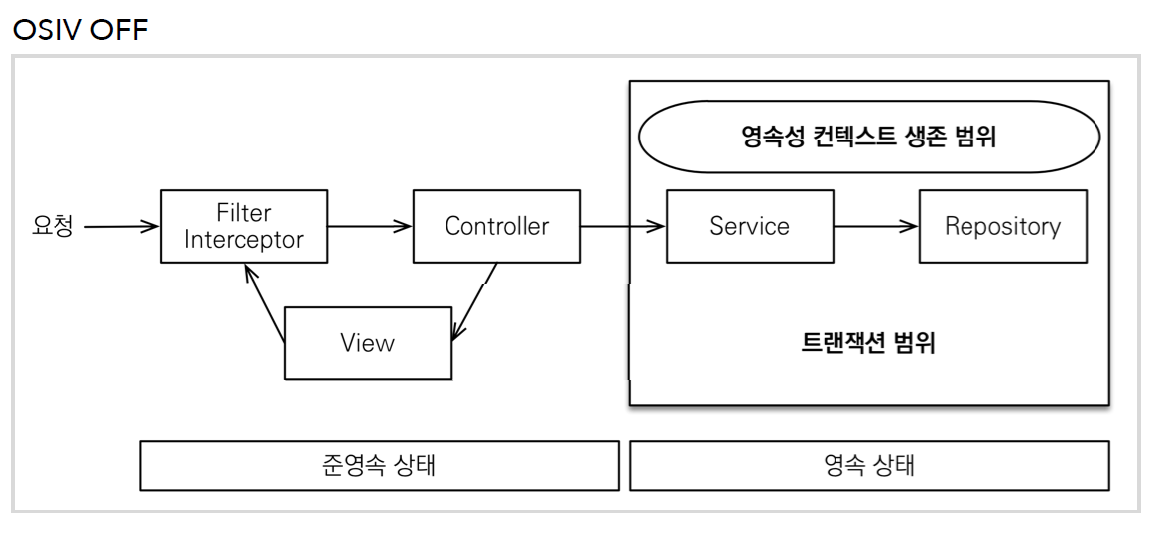 OSIV OFF
영속성 컨텍스트 생존 범위
요청
Filter
Interceptor
Controller
Service
Repository
View
트랜잭션 범위
준영속 상태
영속 상태